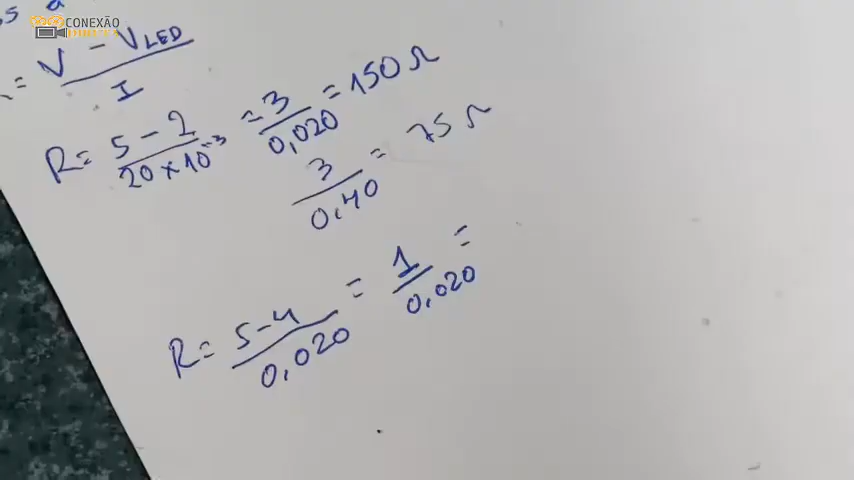 CONEXÃO
= V - VLED / I
R = 5 - 2 / 20 x 10⁻³ = 3 / 0,020 = 150 Ω
3 / 0,40 = 75 Ω
R = 5 - 4 / 0,020 = 1 / 0,020 =